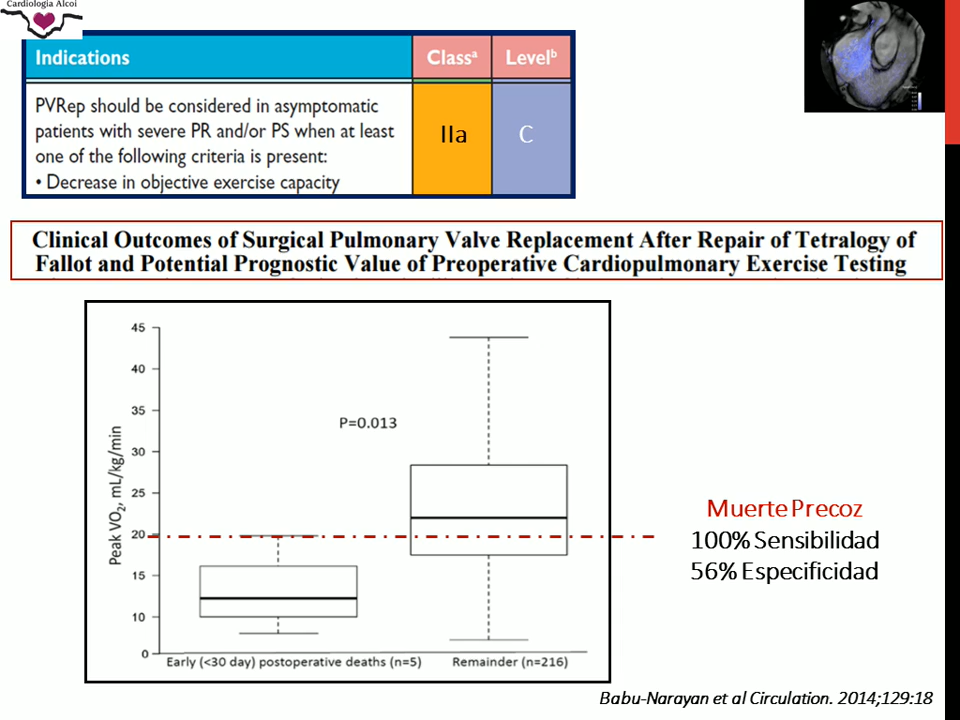 Cardiología Alcoi
Indications Classᵃ Levelᵇ
PVRep should be considered in asymptomatic
patients with severe PR and/or PS when at least
one of the following criteria is present:
• Decrease in objective exercise capacity
IIa C
Clinical Outcomes of Surgical Pulmonary Valve Replacement After Repair of Tetralogy of
Fallot and Potential Prognostic Value of Preoperative Cardiopulmonary Exercise Testing
Peak VO₂, mL/kg/min
45
40
35
30
25
20
15
10
0
P=0.013
Early (<30 day) postoperative deaths (n=5) Remainder (n=216)
Muerte Precoz
100% Sensibilidad
56% Especificidad
Babu-Narayan et al Circulation. 2014;129:18